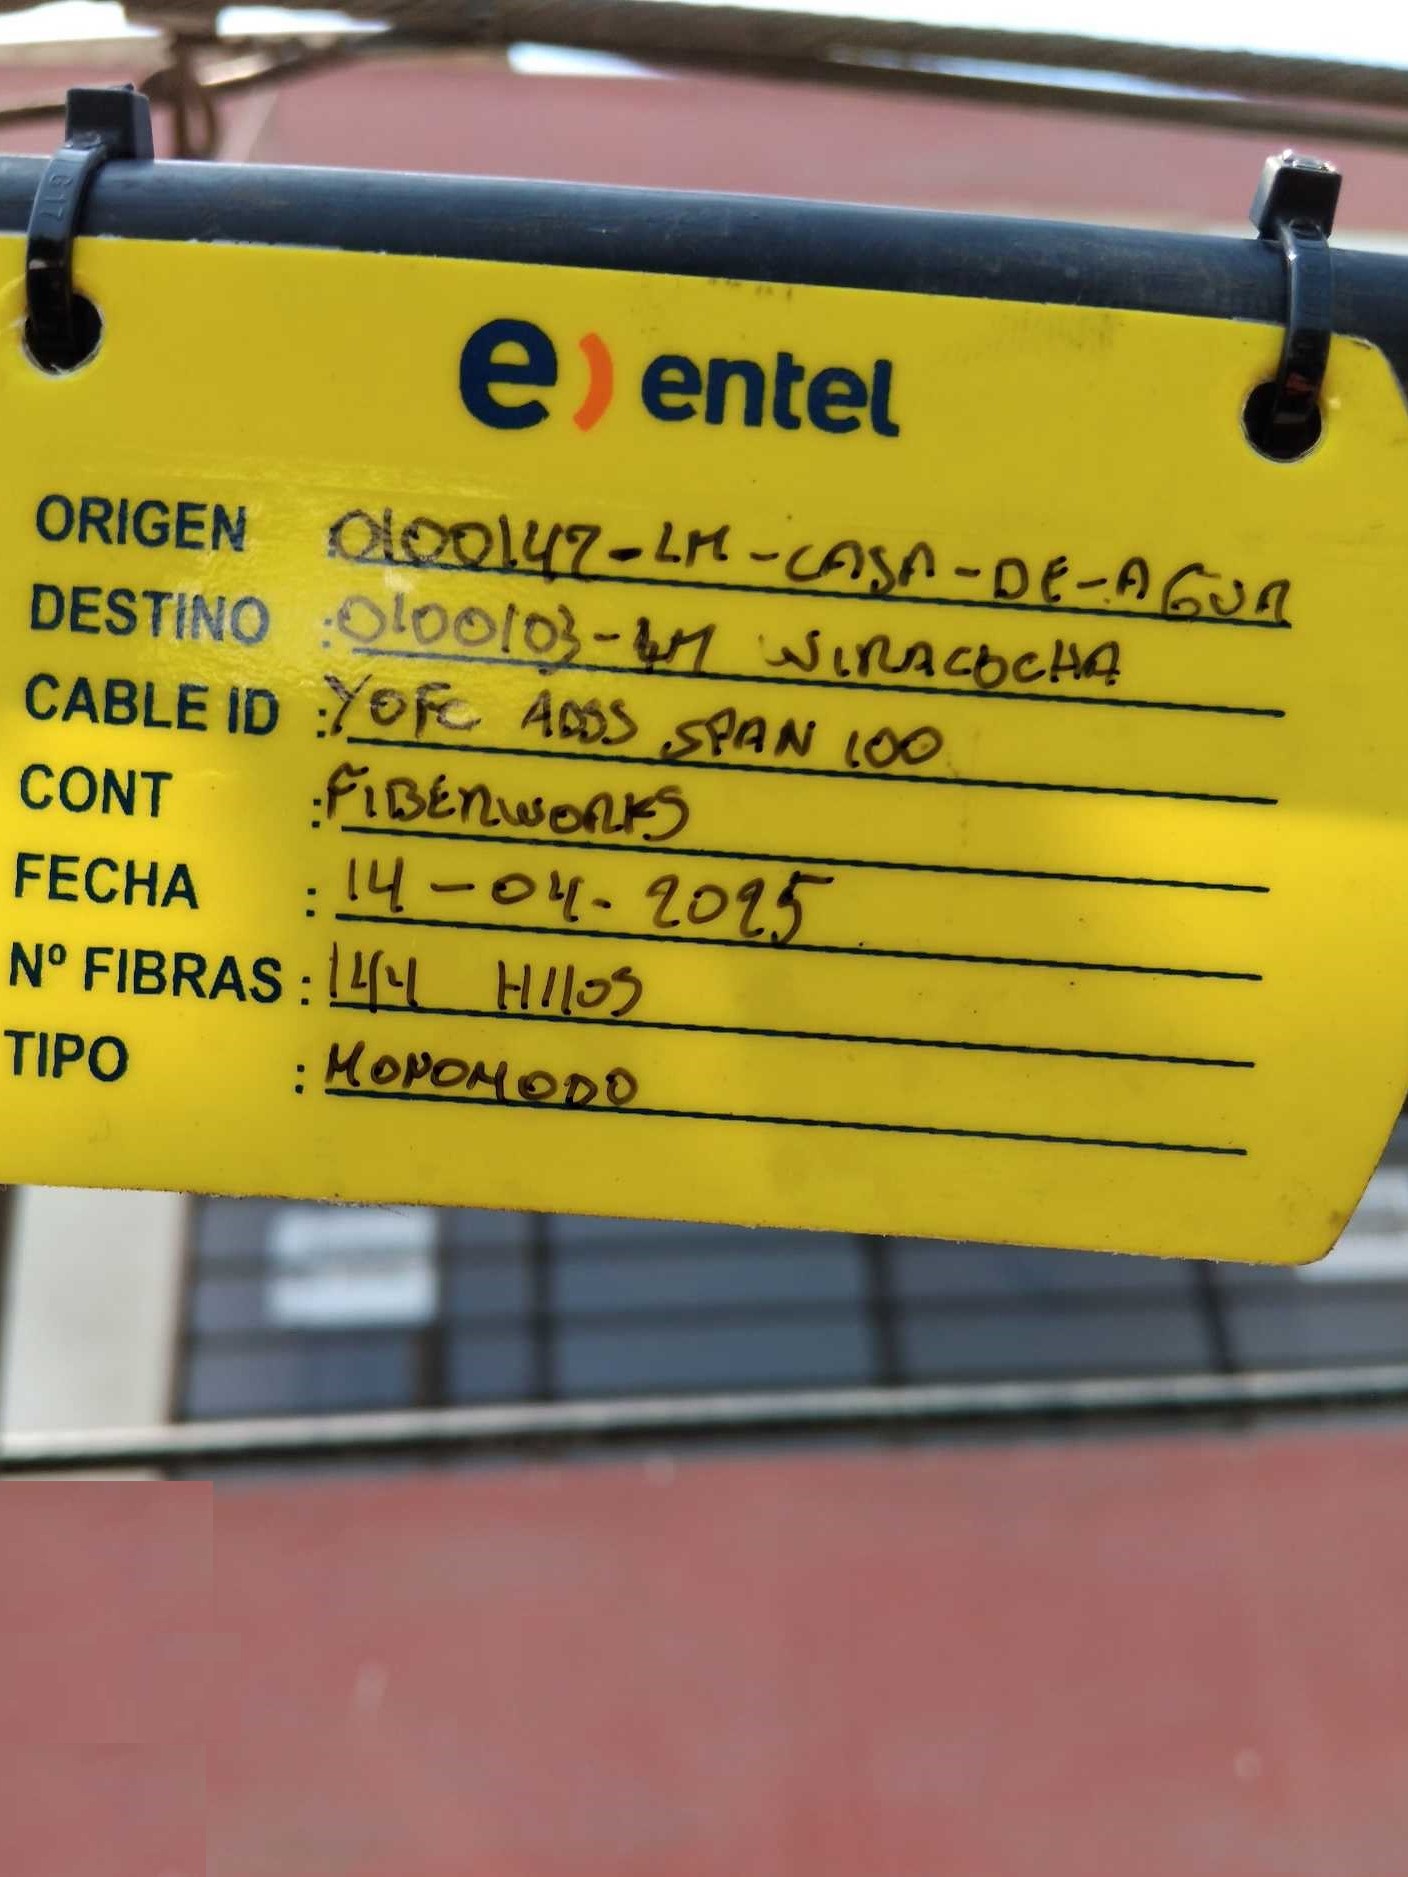 e) entel
ORIGEN : 0100147-LM-CASA-DE-AGUA
DESTINO : 0100103-LM WIRACOCHA
CABLE ID : YOFC ADSS SPAN 100
CONT : FIBERWORKS
FECHA : 14-04-2025
Nº FIBRAS : 144 HIlOS
TIPO : MONOMODO